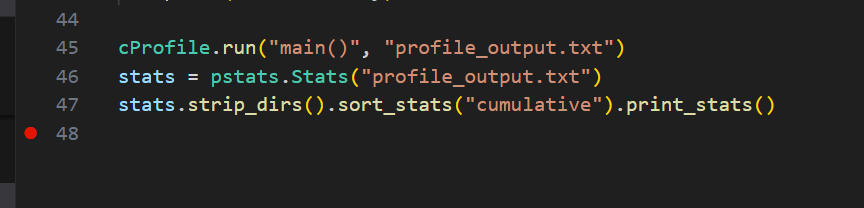 44
45 cProfile.run("main()", "profile_output.txt")
46 stats = pstats.Stats("profile_output.txt")
47 stats.strip_dirs().sort_stats("cumulative").print_stats()
48